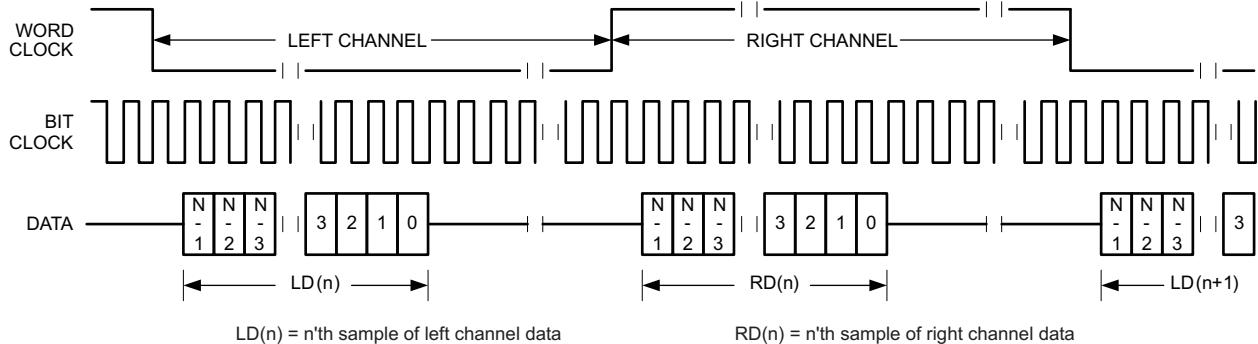 WORD
CLOCK
LEFT CHANNEL
RIGHT CHANNEL
BIT
CLOCK
DATA
N
-
1
N
-
2
N
-
3
3
2
1
0
N
-
1
N
-
2
N
-
3
3
2
1
0
N
-
1
N
-
2
N
-
3
3
LD(n)
RD(n)
LD(n+1)
LD(n) = n'th sample of left channel data
RD(n) = n'th sample of right channel data